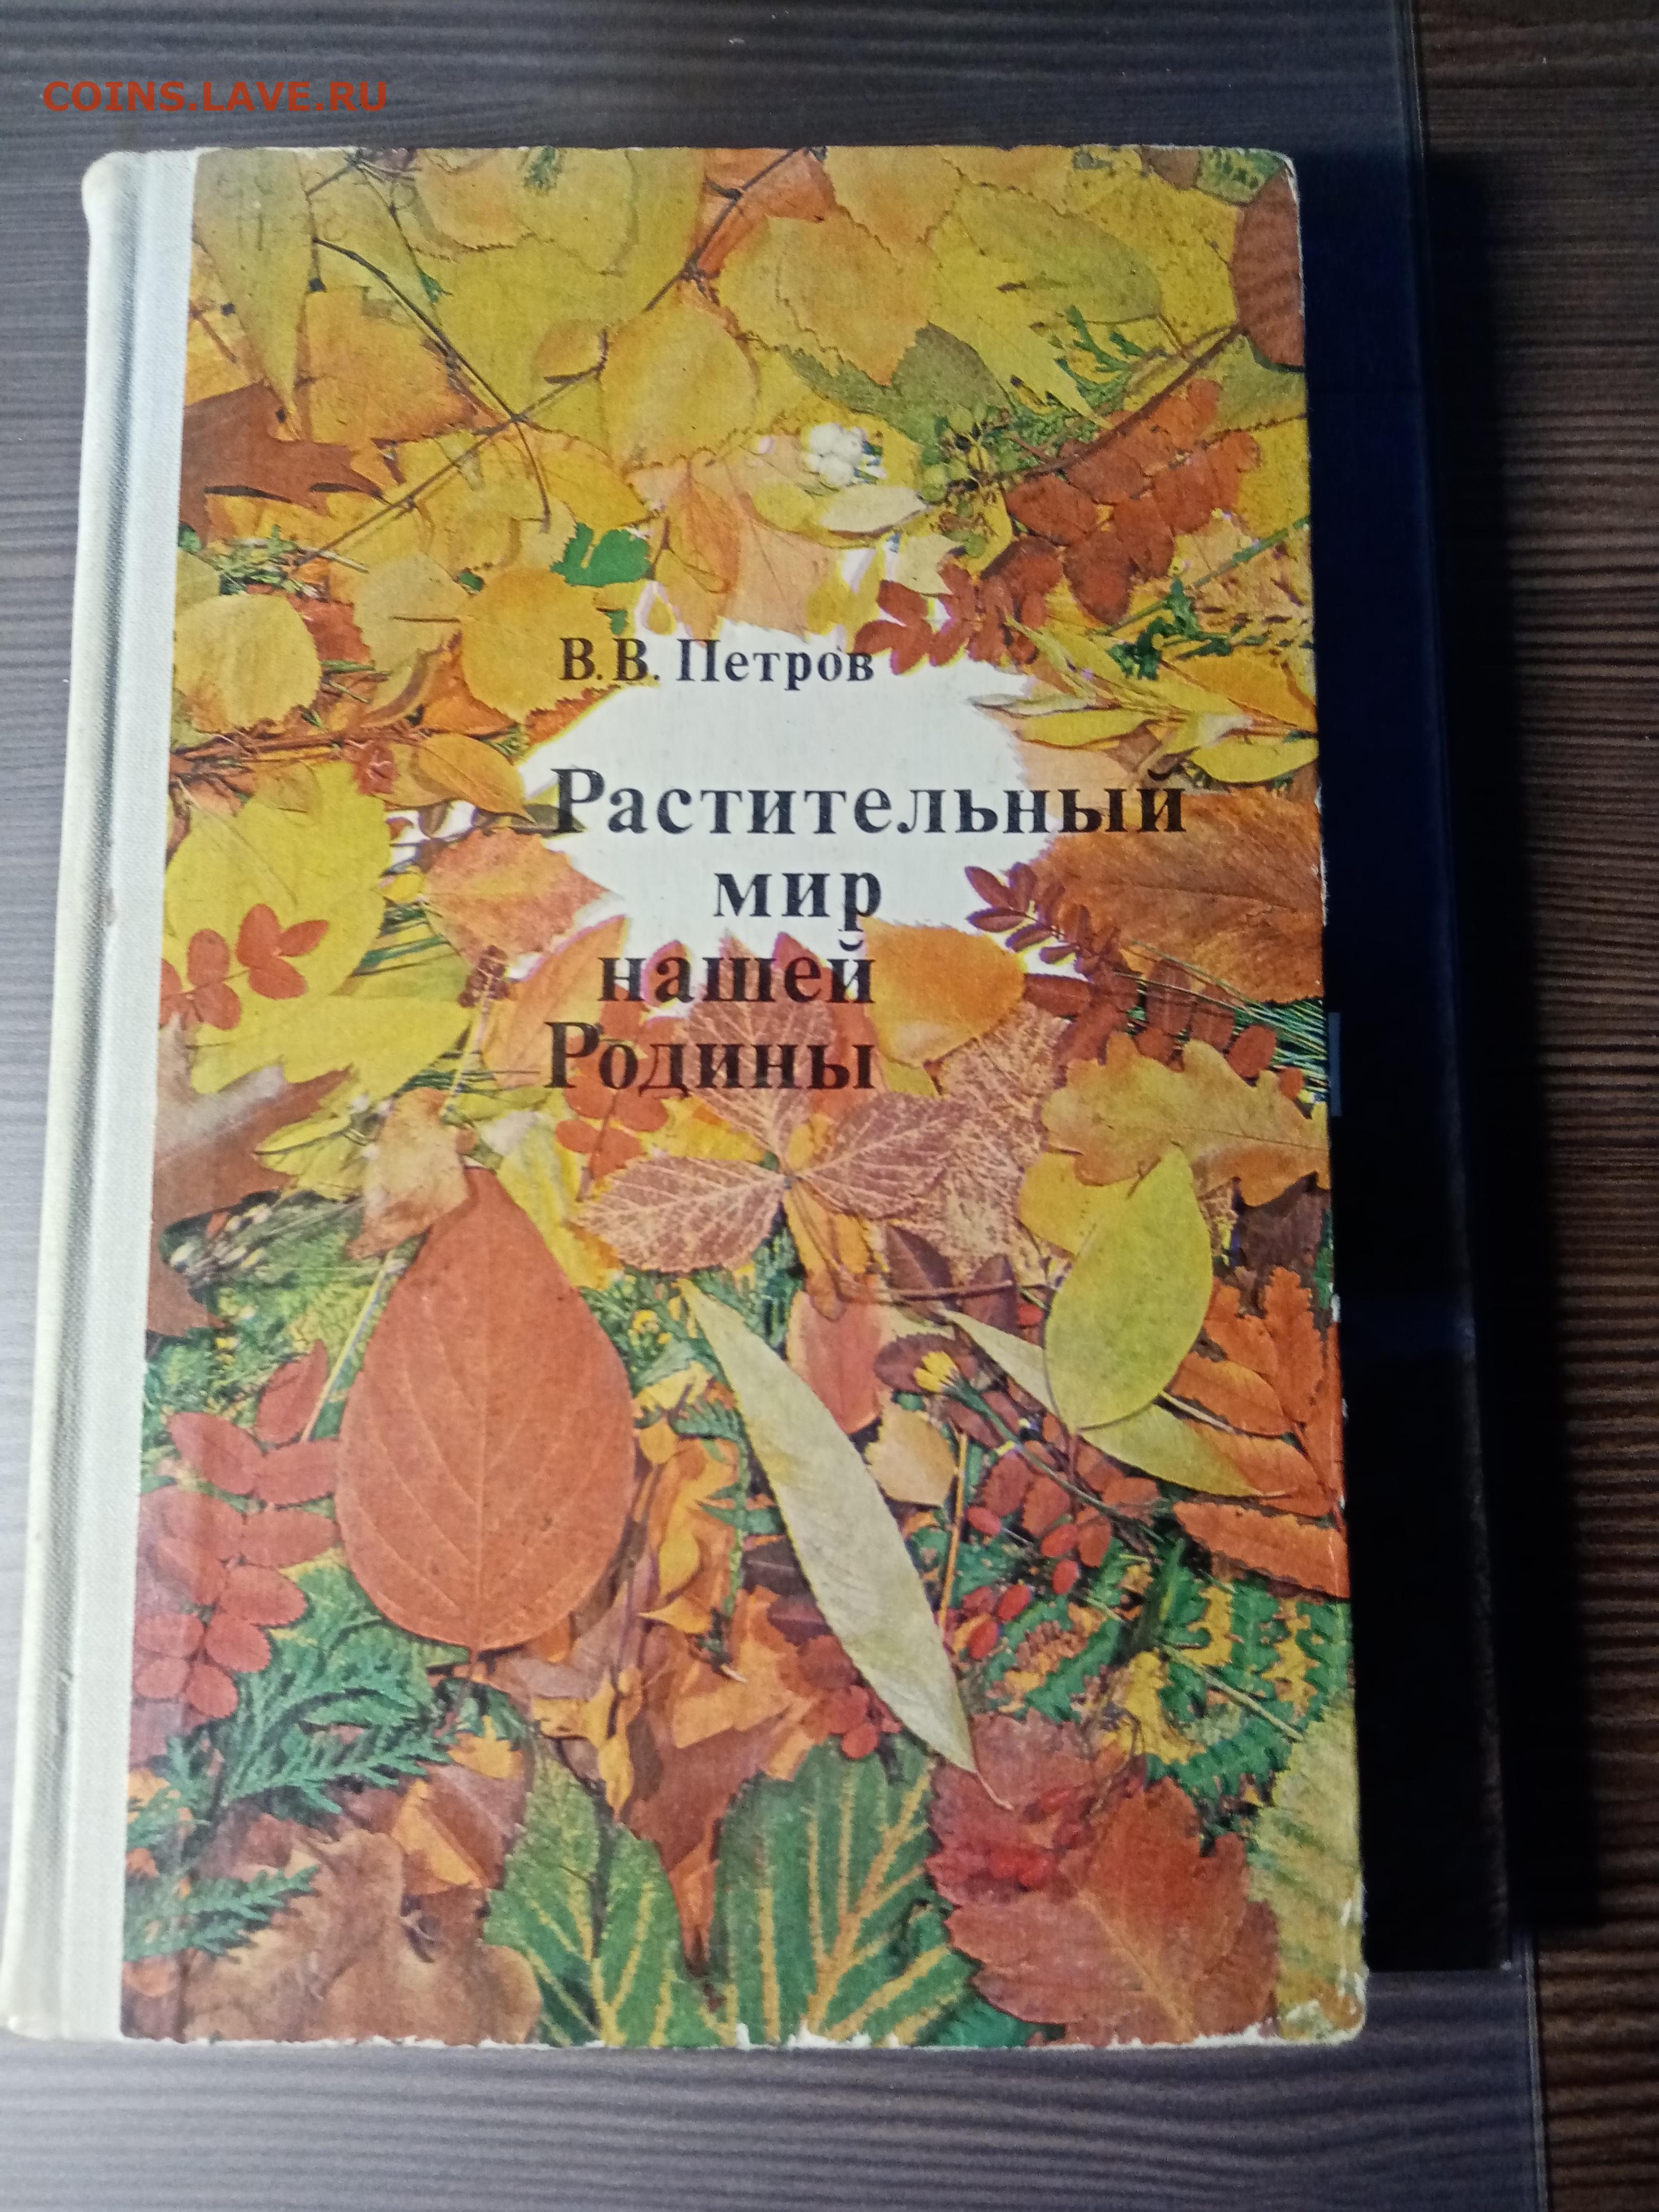 COINS.LAVE.RU
В. В. Петров
Растительный
мир
нашей
Родины